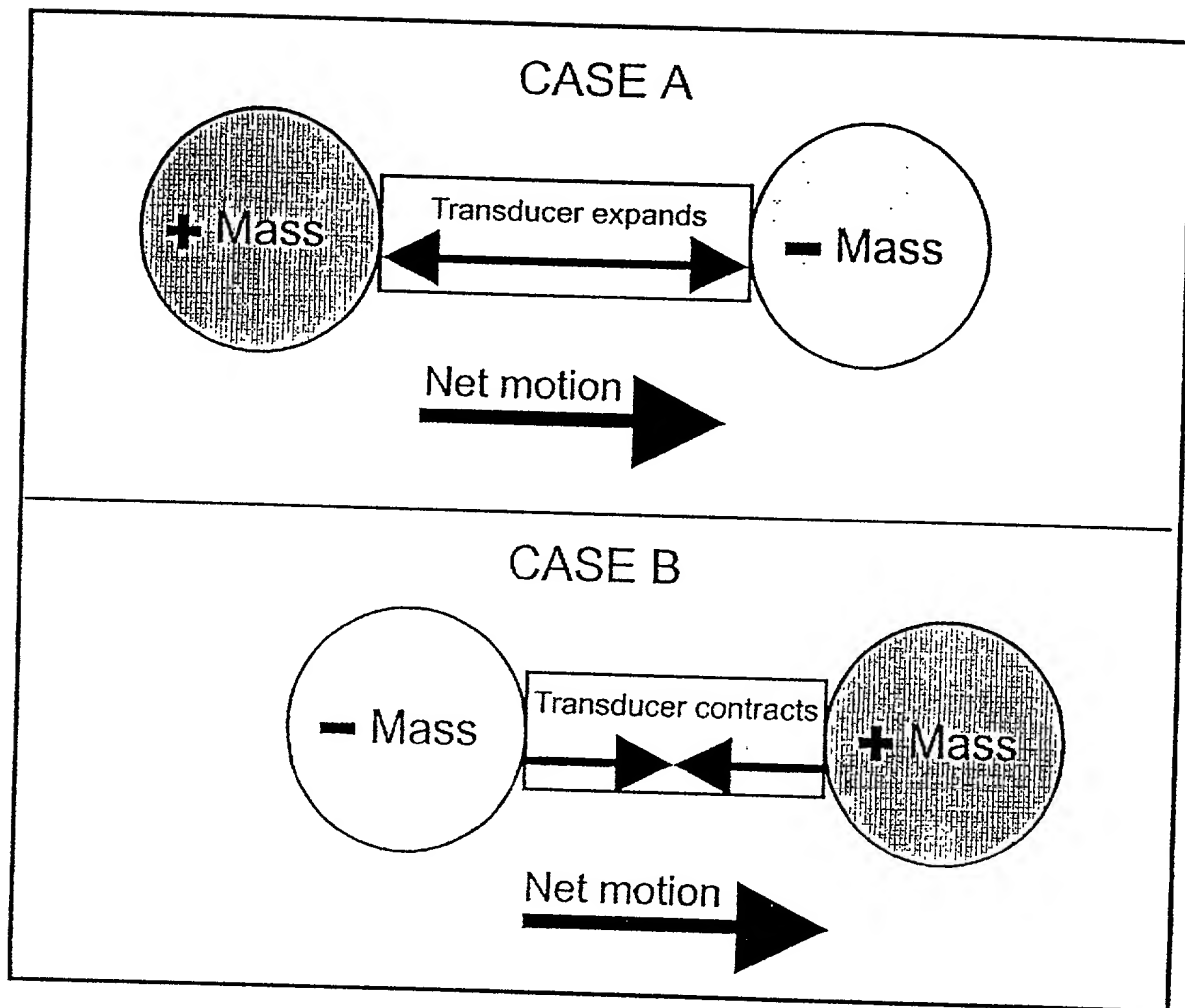 CASE A
+ Mass
Transducer expands
- Mass
Net motion
CASE B
- Mass
Transducer contracts
+ Mass
Net motion